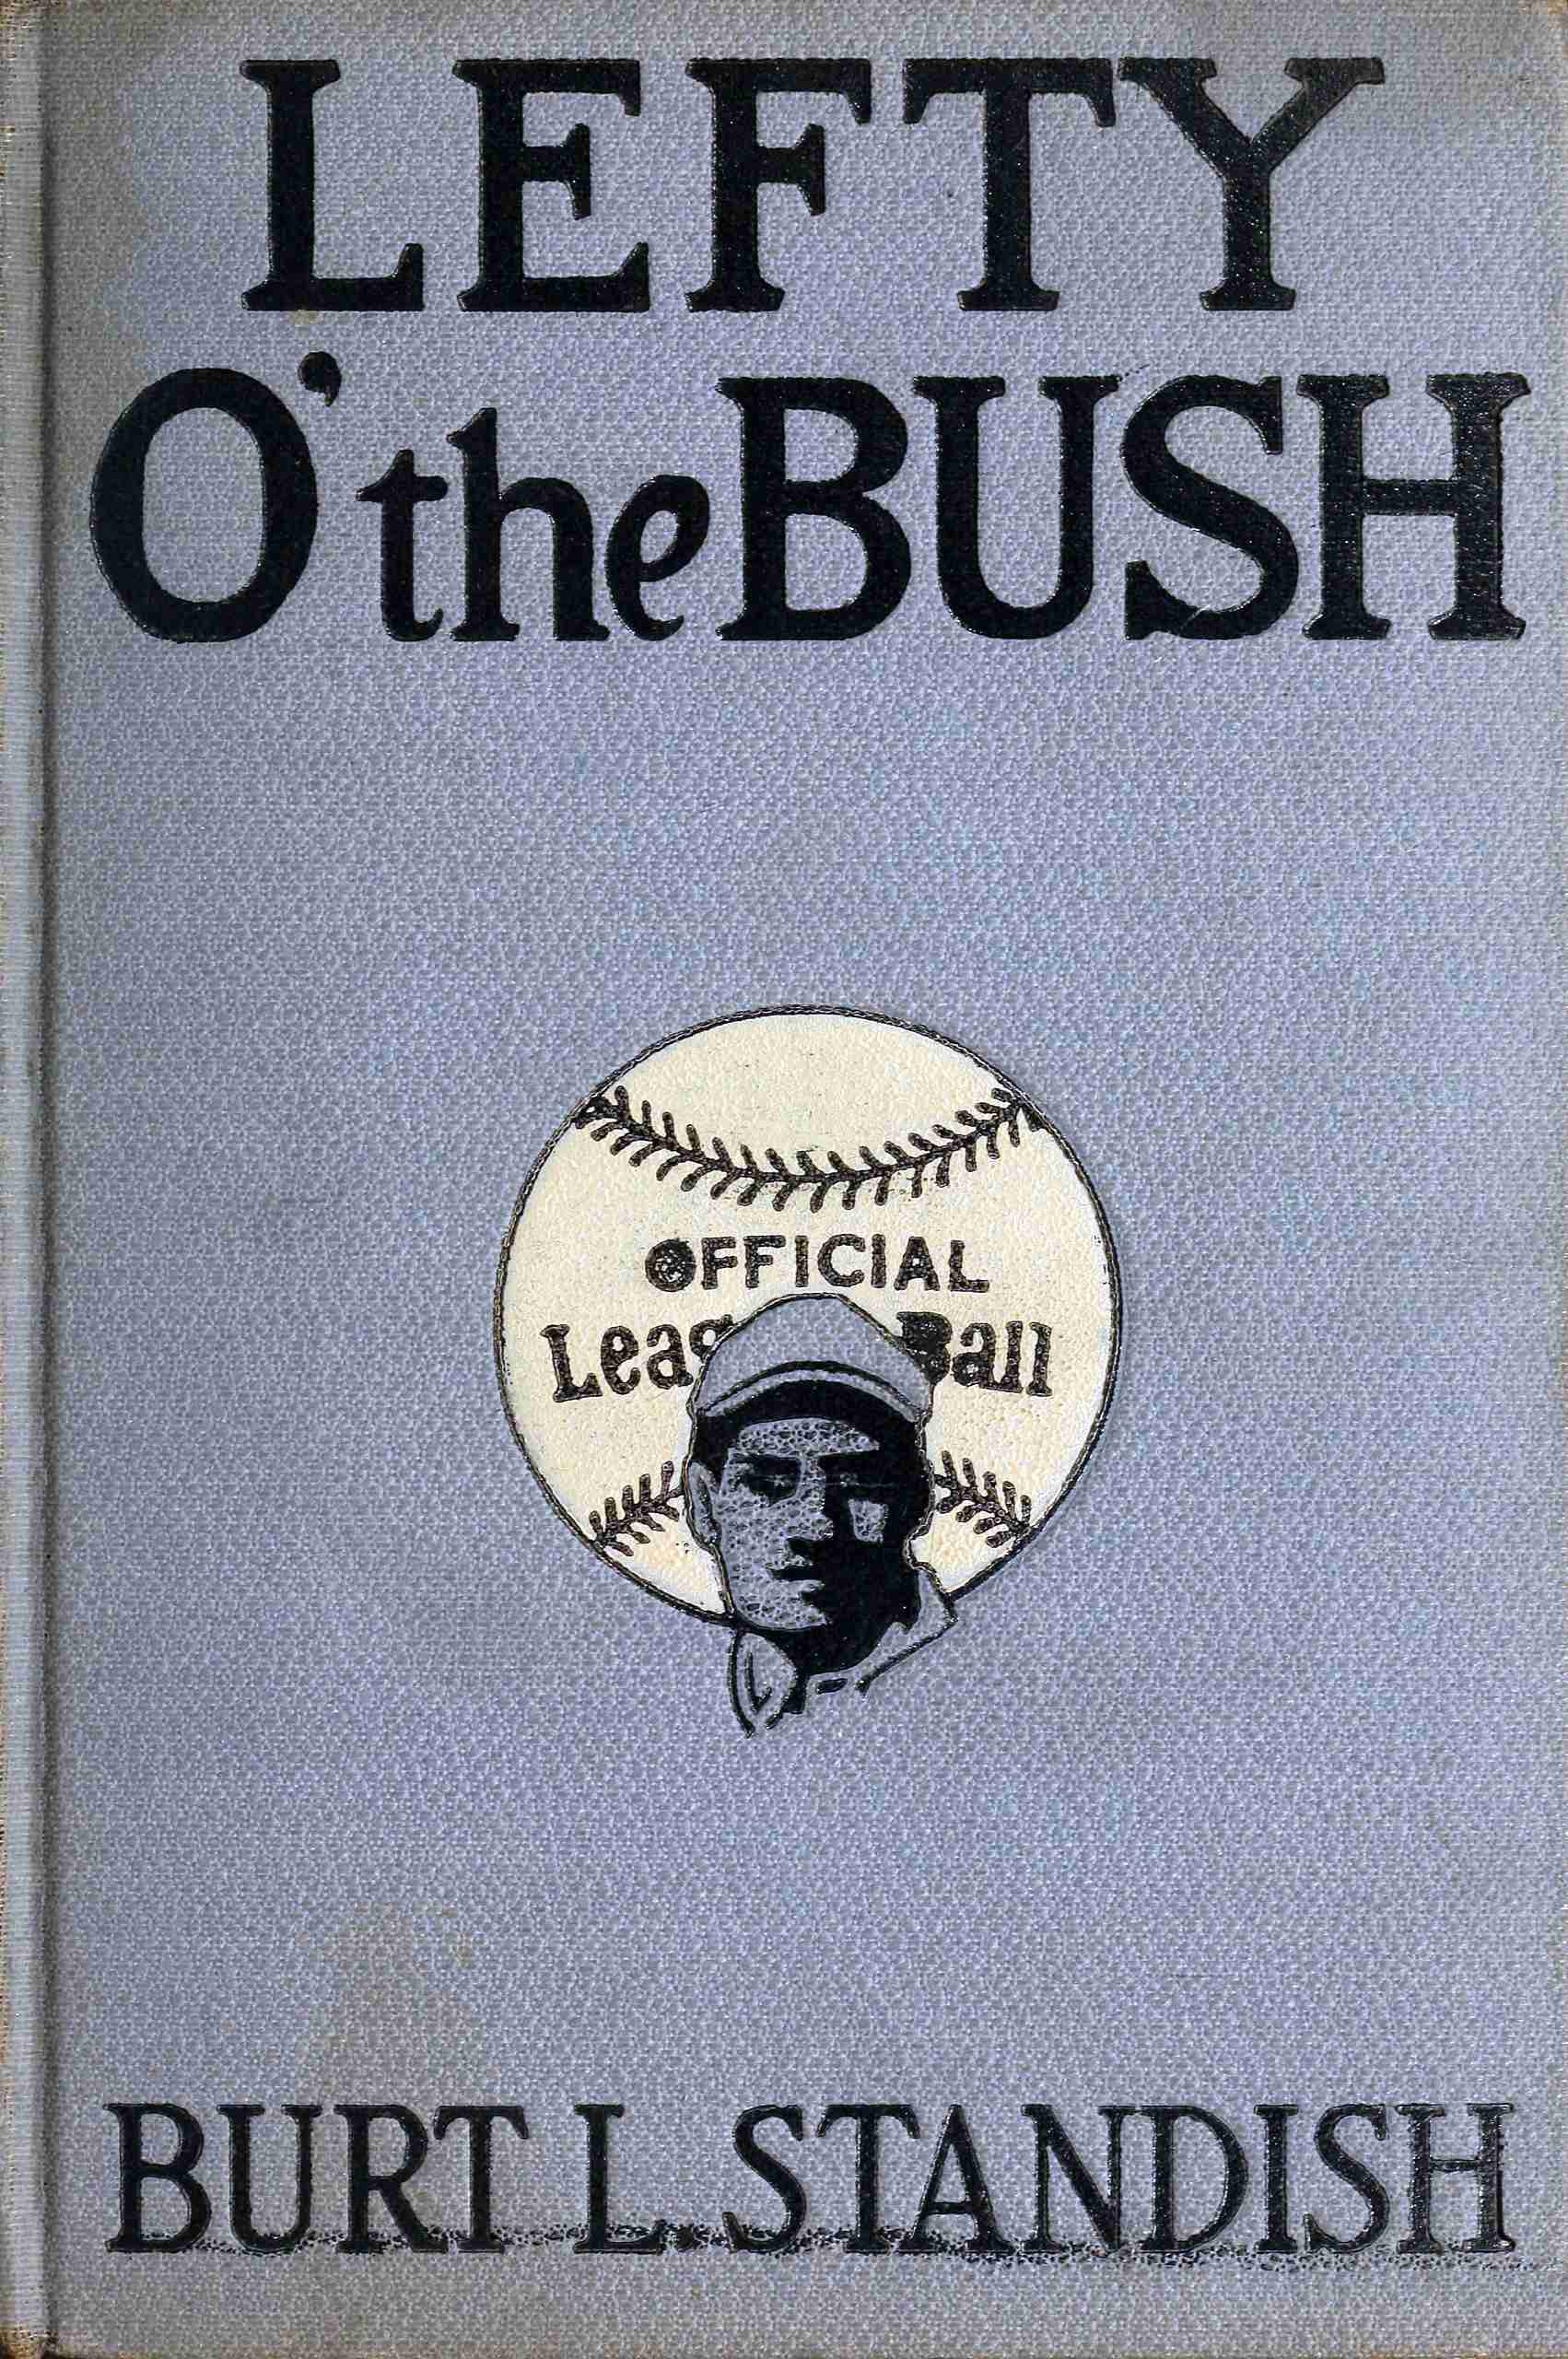 LEFTY
O' the BUSH
OFFICIAL
Leag Ball
BURT L. STANDISH